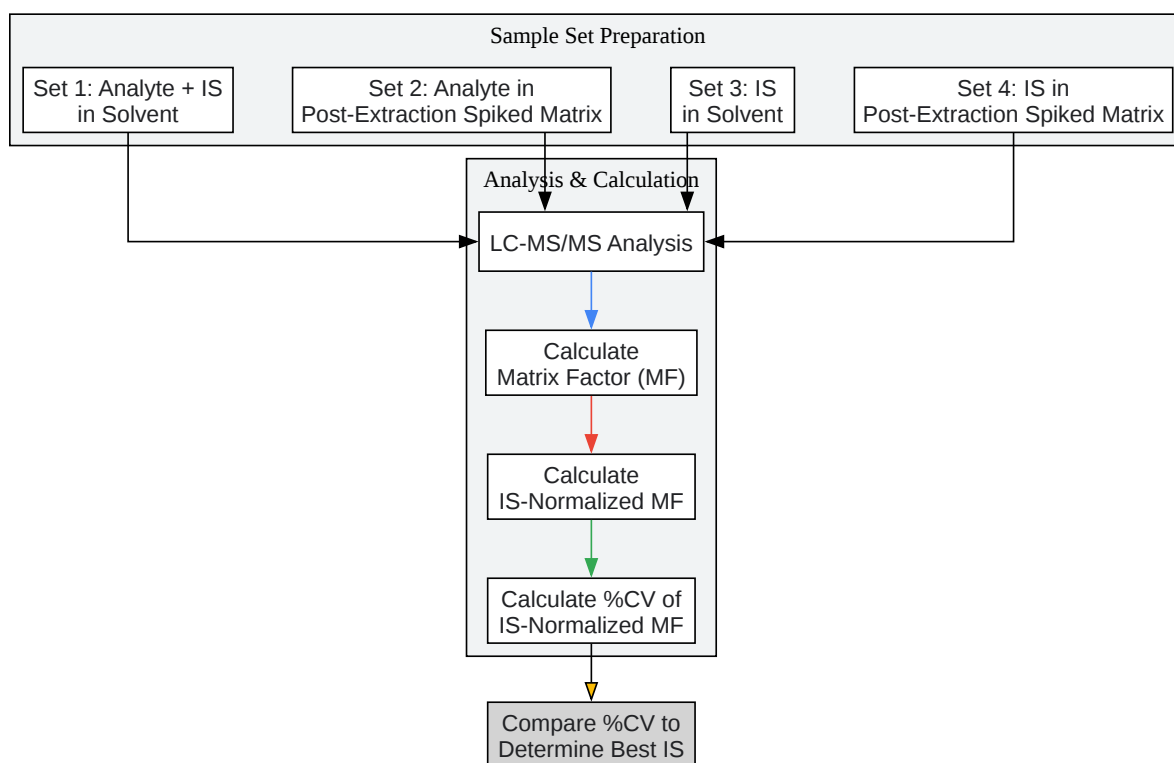 Sample Set Preparation
Set 1: Analyte + IS
in Solvent
Set 2: Analyte in
Post-Extraction Spiked Matrix
Set 3: IS
in Solvent
Set 4: IS in
Post-Extraction Spiked Matrix
Analysis & Calculation
LC-MS/MS Analysis
Calculate
Matrix Factor (MF)
Calculate
IS-Normalized MF
Calculate %CV of
IS-Normalized MF
Compare %CV to
Determine Best IS